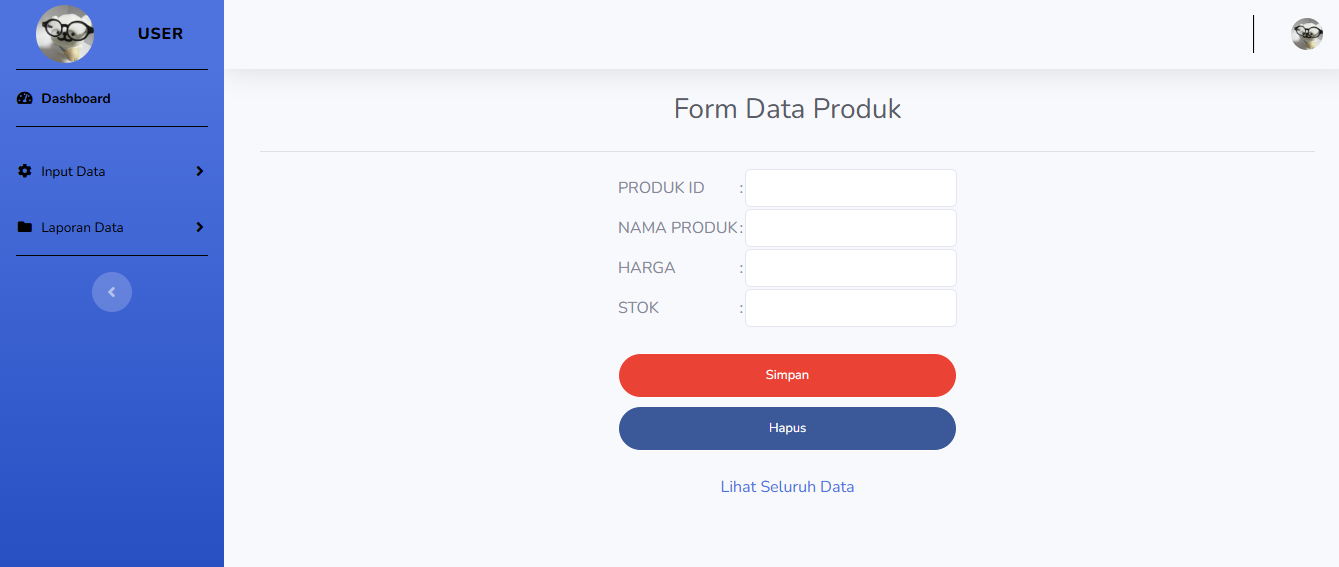 USER
Dashboard
Input Data
Laporan Data
Form Data Produk
PRODUK ID :
NAMA PRODUK :
HARGA :
STOK :
Simpan
Hapus
Lihat Seluruh Data